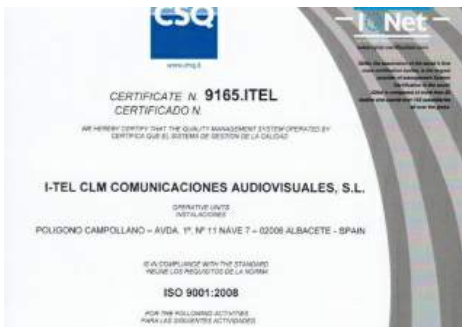 CSQ
IQNet
CERTIFICATE N. 9165.ITEL
CERTIFICADO N.
WE HEREBY CERTIFY THAT THE QUALITY MANAGEMENT SYSTEM OPERATED BY
CERTIFICA QUE EL SISTEMA DE GESTION DE LA CALIDAD
I-TEL CLM COMUNICACIONES AUDIOVISUALES, S.L.
OPERATIVE UNITS
INSTALACIONES
POLIGONO CAMPOLLANO – AVDA. 1ª. Nº 11 NAVE 7 – 02006 ALBACETE - SPAIN
IS IN COMPLIANCE WITH THE STANDARD
REUNE LOS REQUISITOS DE LA NORMA
ISO 9001:2008
FOR THE FOLLOWING ACTIVITIES
PARA LAS SIGUIENTES ACTIVIDADES